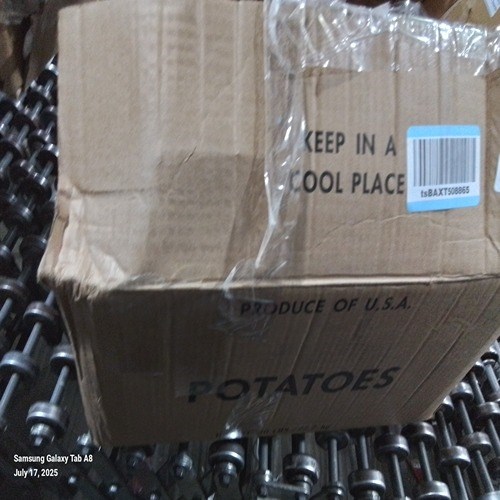 KEEP IN A
COOL PLACE
tsBAXT508865
PRODUCE OF U.S.A.
POTATOES
Samsung Galaxy Tab A8
July 17, 2025